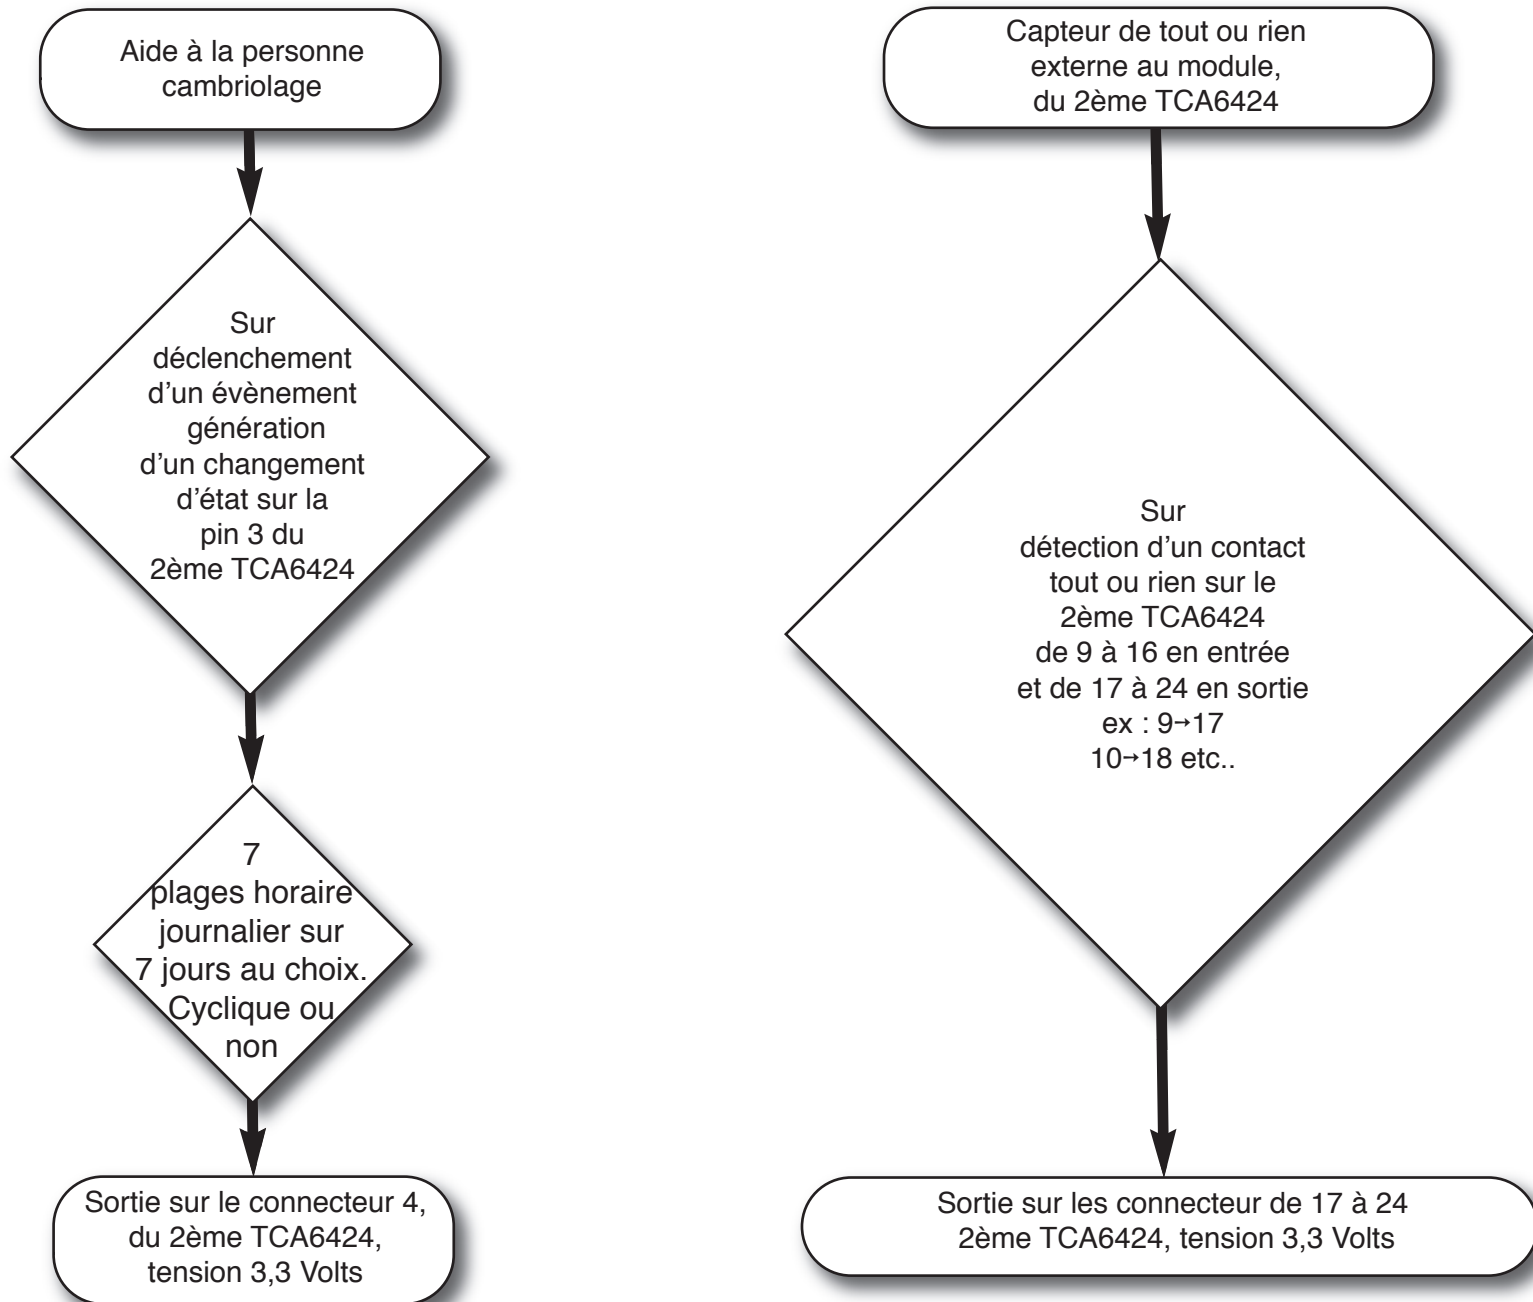 Aide à la personne
cambriolage
Sur
déclenchement
d'un évènement
génération
d'un changement
d'état sur la
pin 3 du
2ème TCA6424
7
plages horaire
journalier sur
7 jours au choix.
Cyclique ou
non
Sortie sur le connecteur 4,
du 2ème TCA6424,
tension 3,3 Volts
Capteur de tout ou rien
externe au module,
du 2ème TCA6424
Sur
détection d'un contact
tout ou rien sur le
2ème TCA6424
de 9 à 16 en entrée
et de 17 à 24 en sortie
ex : 9→17
10→18 etc..
Sortie sur les connecteur de 17 à 24
2ème TCA6424, tension 3,3 Volts